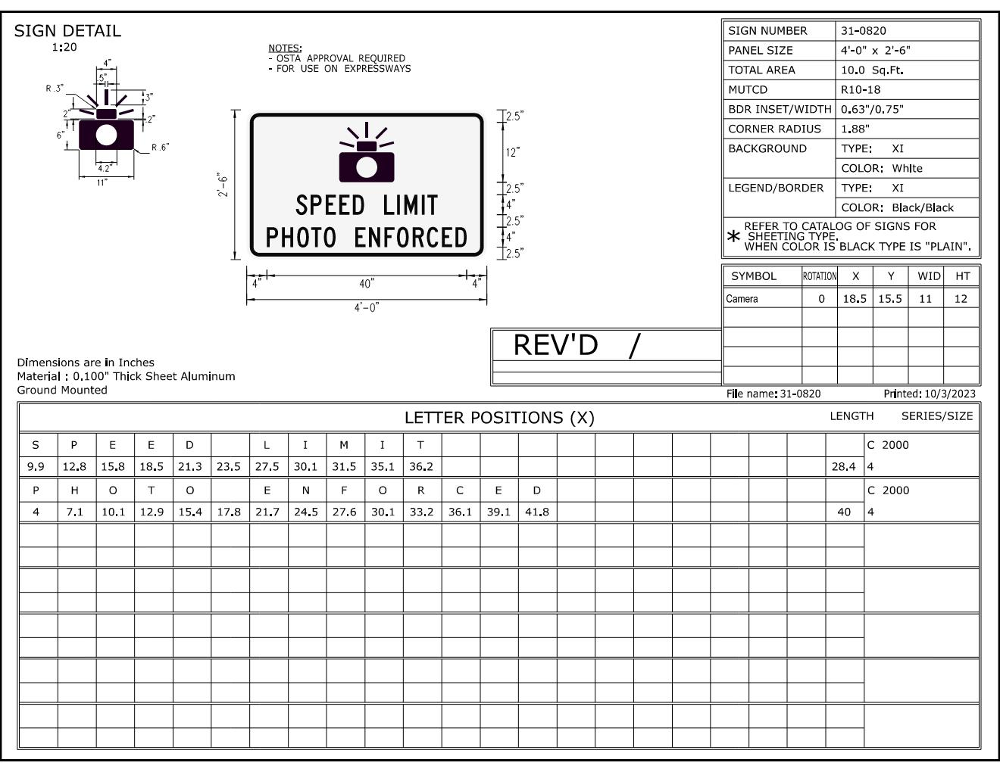 SIGN DETAIL
1:20
4"
.5"
R .3"
3"
2"
.2"
6"
R .6"
4.2"
11"
NOTES:
- OSTA APPROVAL REQUIRED
- FOR USE ON EXPRESSWAYS
2'-6"
SPEED LIMIT
PHOTO ENFORCED
2.5"
12"
2.5"
4"
2.5"
4"
2.5"
4" 40" 4"
4'-0"
SIGN NUMBER 31-0820
PANEL SIZE 4'-0" x 2'-6"
TOTAL AREA 10.0 Sq.Ft.
MUTCD R10-18
BDR INSET/WIDTH 0.63"/0.75"
CORNER RADIUS 1.88"
BACKGROUND TYPE: XI
COLOR: White
LEGEND/BORDER TYPE: XI
COLOR: Black/Black
* REFER TO CATALOG OF SIGNS FOR
SHEETING TYPE.
WHEN COLOR IS BLACK TYPE IS "PLAIN".
SYMBOL ROTATION X Y WID HT
Camera 0 18.5 15.5 11 12
REV'D /
Dimensions are in Inches
Material : 0.100" Thick Sheet Aluminum
Ground Mounted
File name: 31-0820 Printed: 10/3/2023
LETTER POSITIONS (X) LENGTH SERIES/SIZE
S P E E D L I M I T C 2000
9.9 12.8 15.8 18.5 21.3 23.5 27.5 30.1 31.5 35.1 36.2 28.4 4
P H O T O E N F O R C E D C 2000
4 7.1 10.1 12.9 15.4 17.8 21.7 24.5 27.6 30.1 33.2 36.1 39.1 41.8 40 4